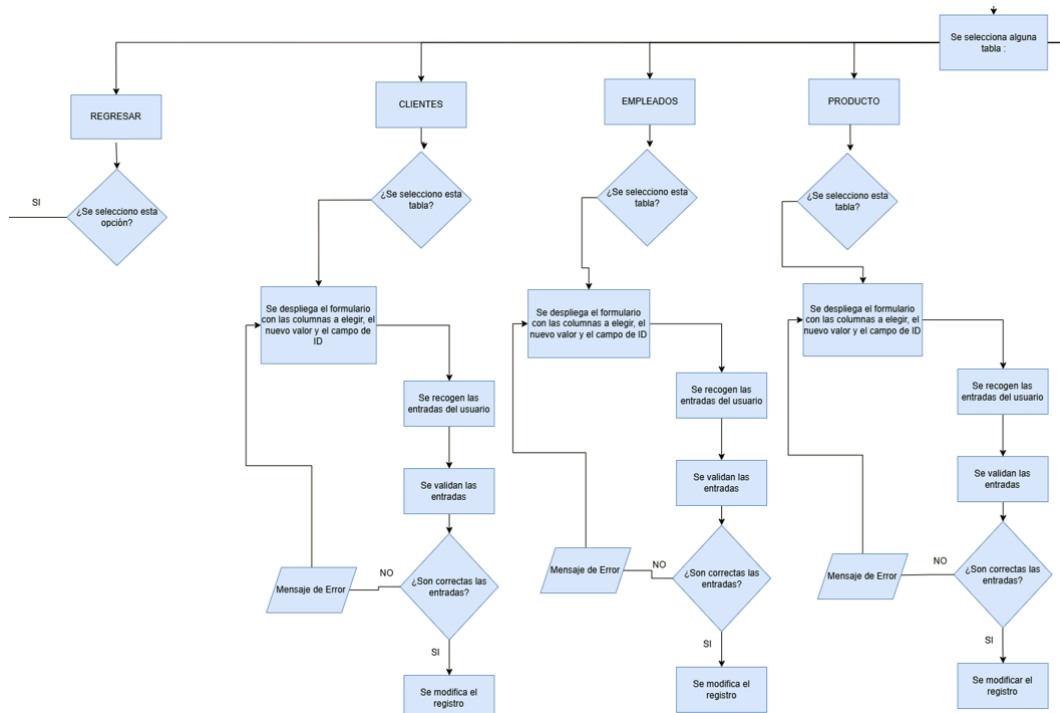 Se selecciona alguna
tabla :
REGRESAR
CLIENTES
EMPLEADOS
PRODUCTO
SI
¿Se selecciono esta
opción?
¿Se selecciono esta
tabla?
¿Se selecciono esta
tabla?
¿Se selecciono esta
tabla?
Se despliega el formulario
con las columnas a elegir, el
nuevo valor y el campo de
ID
Se despliega el formulario
con las columnas a elegir, el
nuevo valor y el campo de ID
Se despliega el formulario
con las columnas a elegir, el
nuevo valor y el campo de ID
Se recogen las
entradas del usuario
Se recogen las
entradas del usuario
Se recogen las
entradas del usuario
Se validan las
entradas
Se validan las
entradas
Se validan las
entradas
Mensaje de Error
NO
¿Son correctas las
entradas?
Mensaje de Error
NO
¿Son correctas las
entradas?
Mensaje de Error
NO
¿Son correctas las
entradas?
SI
SI
SI
Se modifica el
registro
Se modifica el
registro
Se modificar el
registro